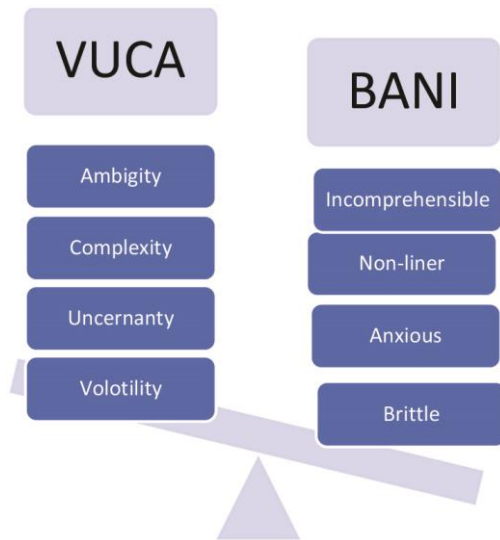 VUCA
Ambigity
Complexity
Uncernanty
Volotility
BANI
Incomprehensible
Non-liner
Anxious
Brittle